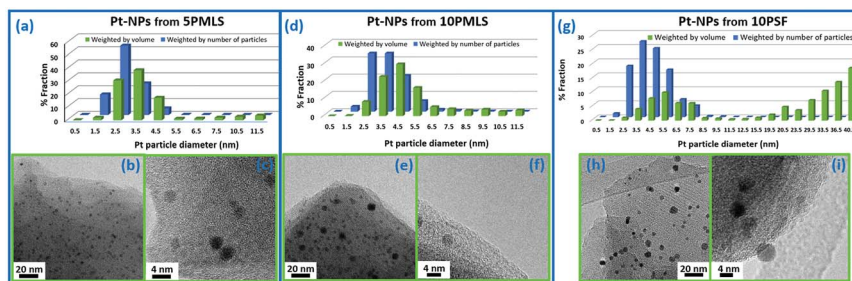 (a) Pt-NPs from 5PMLS
Weighted by volume Weighted by number of particles
% Fraction
60
50
40
30
20
10
0
0.5 1.5 2.5 3.5 4.5 5.5 6.5 7.5 8.5 9.5 10.5 11.5
Pt particle diameter (nm)
(b)
20 nm
(c)
4 nm
(d) Pt-NPs from 10PMLS
Weighted by volume Weighted by number of particles
% Fraction
40
30
20
10
0
0.5 1.5 2.5 3.5 4.5 5.5 6.5 7.5 8.5 9.5 10.5 11.5
Pt particle diameter (nm)
(e)
20 nm
(f)
4 nm
(g) Pt-NPs from 10PSF
Weighted by volume Weighted by number of particles
% Fraction
30
25
20
15
10
5
0
0.5 1.5 2.5 3.5 4.5 5.5 6.5 7.5 8.5 9.5 11.5 12.5 15.5 19.5 20.5 29.5 33.5 36.5 40.
Pt particle diameter (nm)
(h)
20 nm
(i)
4 nm